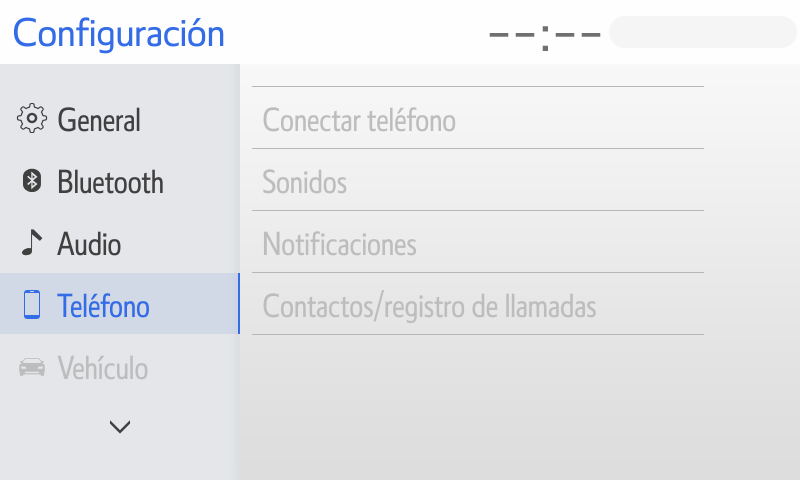 Configuración
--:--
General
Bluetooth
Audio
Teléfono
Vehículo
Conectar teléfono
Sonidos
Notificaciones
Contactos/registro de llamadas